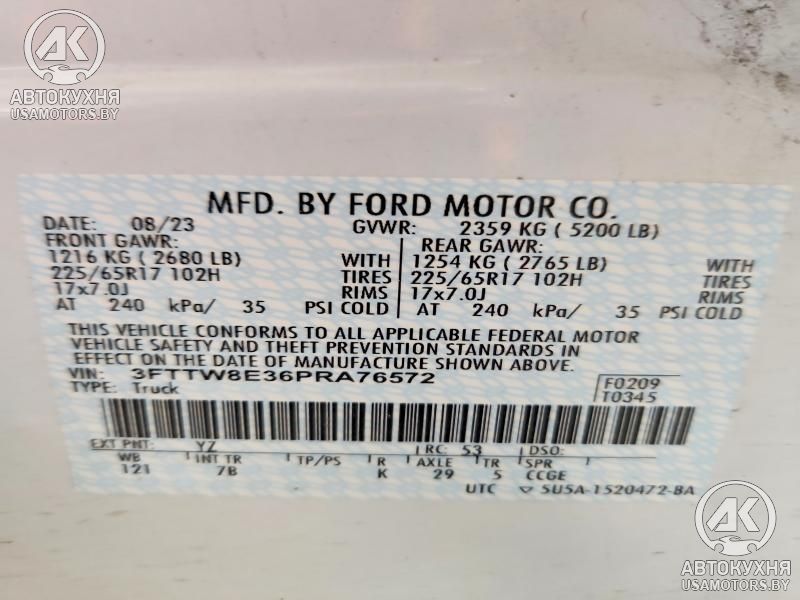 АК
АВТОКУХНЯ
USAMOTORS.BY
MFD. BY FORD MOTOR CO.
DATE: 08/23 GVWR: 2359 KG ( 5200 LB)
FRONT GAWR: REAR GAWR:
1216 KG ( 2680 LB) WITH 1254 KG ( 2765 LB) WITH
225/65R17 102H TIRES 225/65R17 102H TIRES
17x7.0J RIMS 17x7.0J RIMS
AT 240 kPa/ 35 PSI COLD AT 240 kPa/ 35 PSI COLD
THIS VEHICLE CONFORMS TO ALL APPLICABLE FEDERAL MOTOR
VEHICLE SAFETY AND THEFT PREVENTION STANDARDS IN
EFFECT ON THE DATE OF MANUFACTURE SHOWN ABOVE.
VIN: 3FTTW8E36PRA76572
TYPE: Truck
F0209
T0345
EXT PNT: YZ RC: 53 DSO:
WB INT TR TP/PS R AXLE TR SPR
121 7B K 29 5 CCGE
UTC ▽ 5U5A-1520472-BA
АК
АВТОКУХНЯ
USAMOTORS.BY